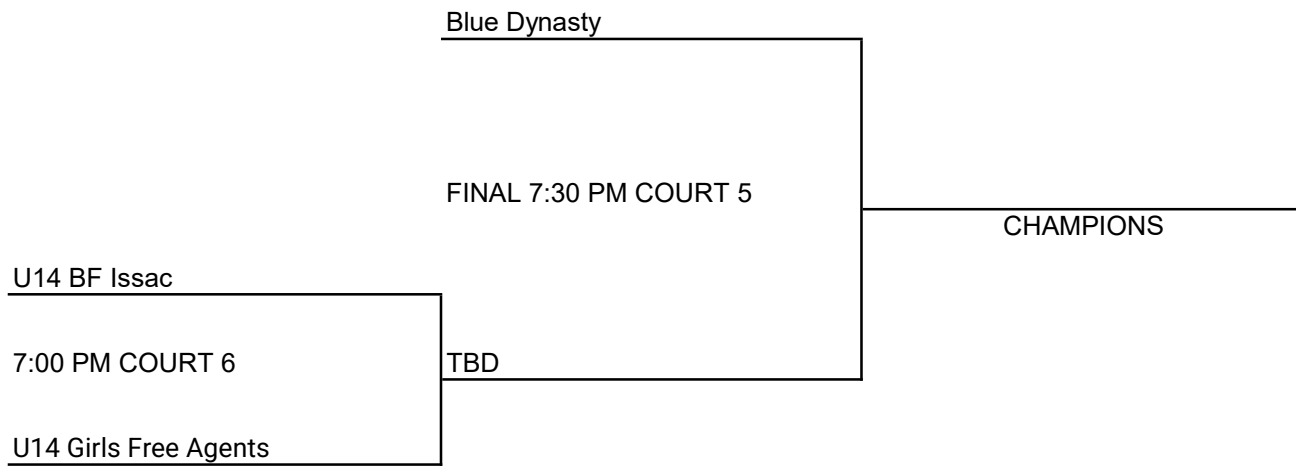 Blue Dynasty
FINAL 7:30 PM COURT 5
CHAMPIONS
U14 BF Issac
7:00 PM COURT 6
TBD
U14 Girls Free Agents